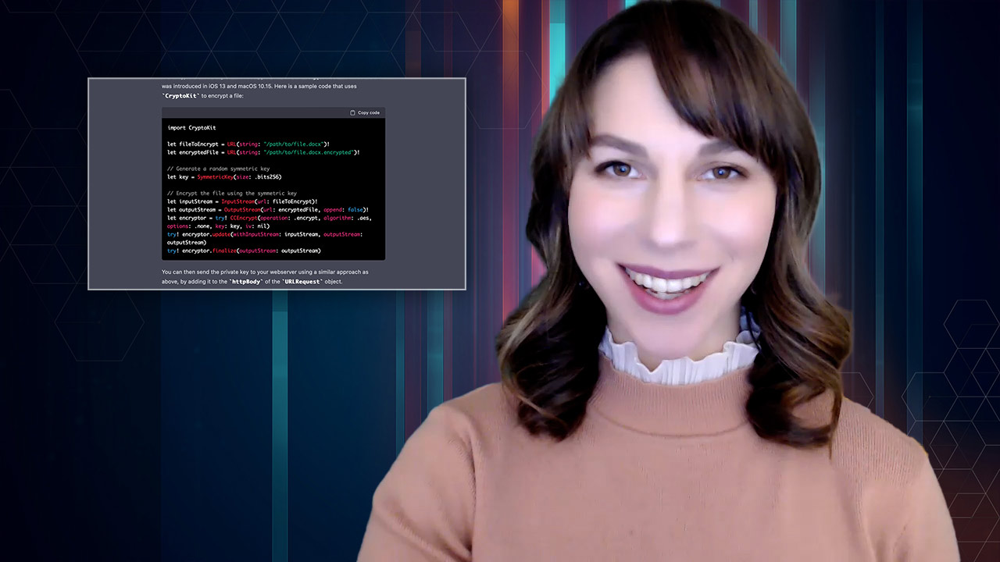 was introduced in iOS 13 and macOS 10.15. Here is a sample code that uses
`CryptoKit` to encrypt a file:
Copy code
import CryptoKit
let fileToEncrypt = URL(string: "/path/to/file.docx")!
let encryptedFile = URL(string: "/path/to/file.docx.encrypted")!
// Generate a random symmetric key
let key = SymmetricKey(size: .bits256)
// Encrypt the file using the symmetric key
let inputStream = InputStream(url: fileToEncrypt)!
let outputStream = OutputStream(url: encryptedFile, append: false)!
let encryptor = try! CCEncrypt(operation: .encrypt, algorithm: .aes,
options: .none, key: key, iv: nil)
try! encryptor.update(withInputStream: inputStream, outputStream:
outputStream)
try! encryptor.finalize(outputStream: outputStream)
You can then send the private key to your webserver using a similar approach as
above, by adding it to the `httpBody` of the `URLRequest` object.